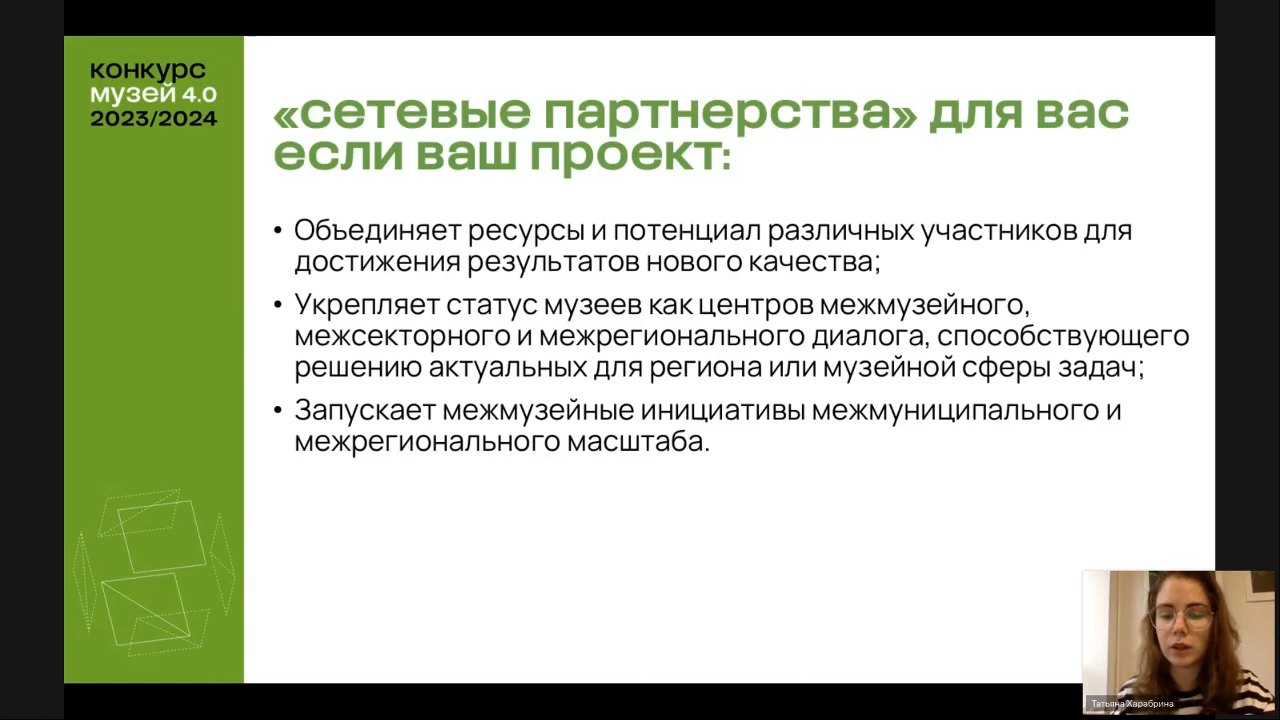 конкурс
музей 4.0
2023/2024
«сетевые партнерства» для вас
если ваш проект:
• Объединяет ресурсы и потенциал различных участников для
достижения результатов нового качества;
• Укрепляет статус музеев как центров межмузейного,
межсекторного и межрегионального диалога, способствующего
решению актуальных для региона или музейной сферы задач;
• Запускает межмузейные инициативы межмуниципального и
межрегионального масштаба.
Татьяна Харабрина